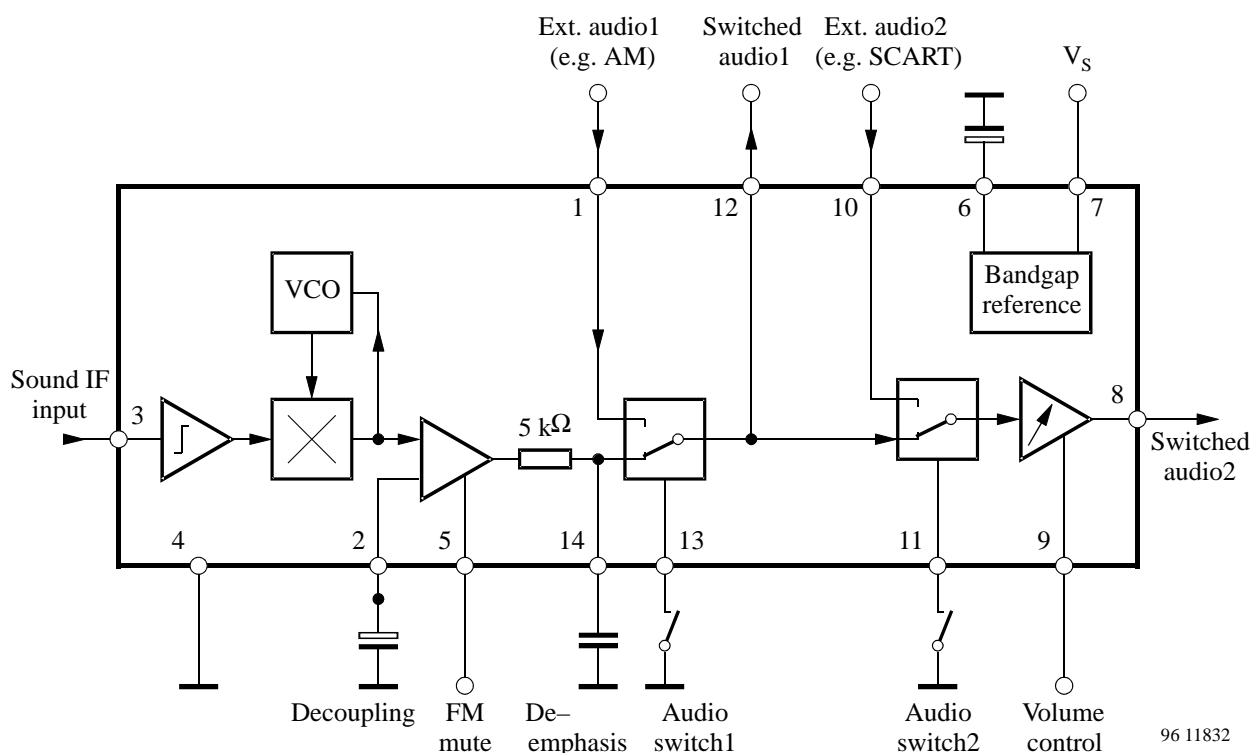 Ext. audio1
(e.g. AM)
Switched
audio1
Ext. audio2
(e.g. SCART)
VS
1
12
10
6
7
VCO
Bandgap
reference
Sound IF
input
3
5 kΩ
8
Switched
audio2
4
2
5
14
13
11
9
Decoupling
FM
mute
De–
emphasis
Audio
switch1
Audio
switch2
Volume
control
96 11832